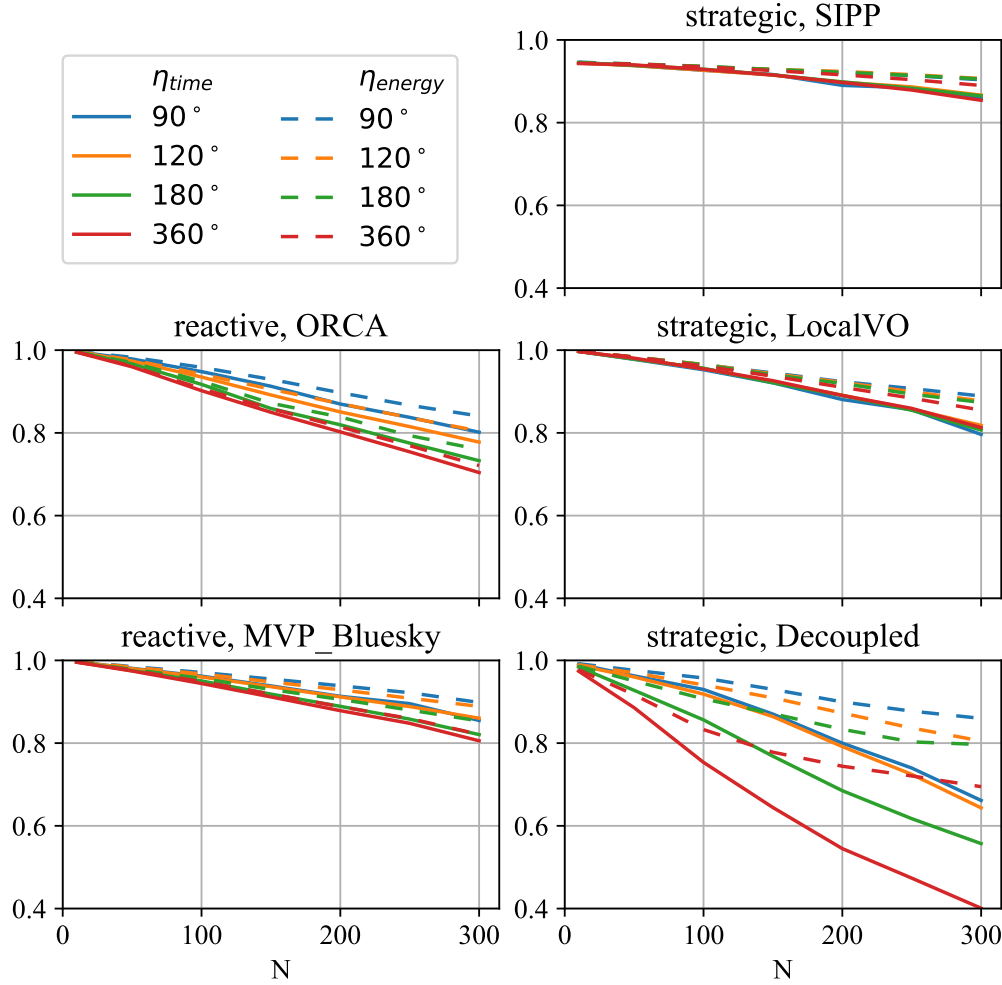 strategic, SIPP
η_time η_energy
90° 90°
120° 120°
180° 180°
360° 360°
1.0
0.8
0.6
0.4
reactive, ORCA
1.0
0.8
0.6
0.4
strategic, LocalVO
1.0
0.8
0.6
0.4
reactive, MVP_Bluesky
1.0
0.8
0.6
0.4
0 100 200 300
N
strategic, Decoupled
1.0
0.8
0.6
0.4
0 100 200 300
N